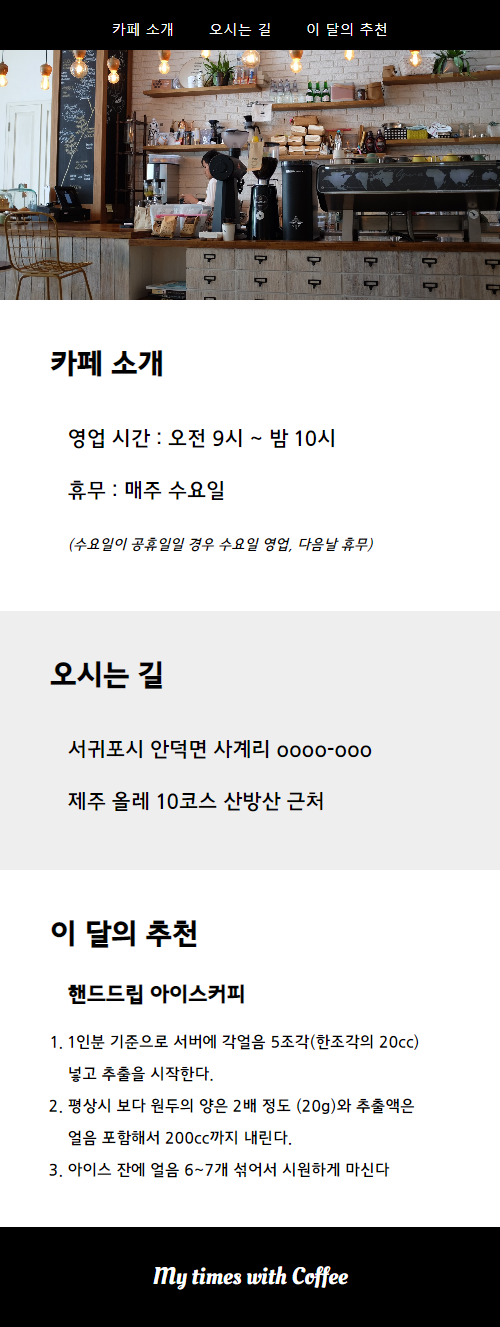 카페 소개 오시는 길 이 달의 추천
카페 소개
영업 시간 : 오전 9시 ~ 밤 10시
휴무 : 매주 수요일
(수요일이 공휴일일 경우 수요일 영업, 다음날 휴무)
오시는 길
서귀포시 안덕면 사계리 oooo-ooo
제주 올레 10코스 산방산 근처
이 달의 추천
핸드드립 아이스커피
1. 1인분 기준으로 서버에 각얼음 5조각(한조각의 20cc)
넣고 추출을 시작한다.
2. 평상시 보다 원두의 양은 2배 정도 (20g)와 추출액은
얼음 포함해서 200cc까지 내린다.
3. 아이스 잔에 얼음 6~7개 섞어서 시원하게 마신다
My times with Coffee